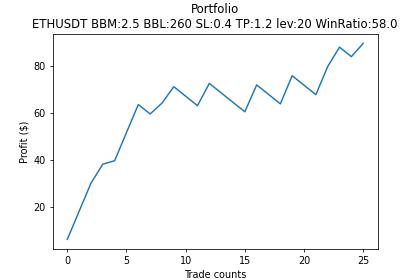 Portfolio
ETHUSDT BBM:2.5 BBL:260 SL:0.4 TP:1.2 lev:20 WinRatio:58.0
Profit ($)
80
60
40
20
0 5 10 15 20 25
Trade counts